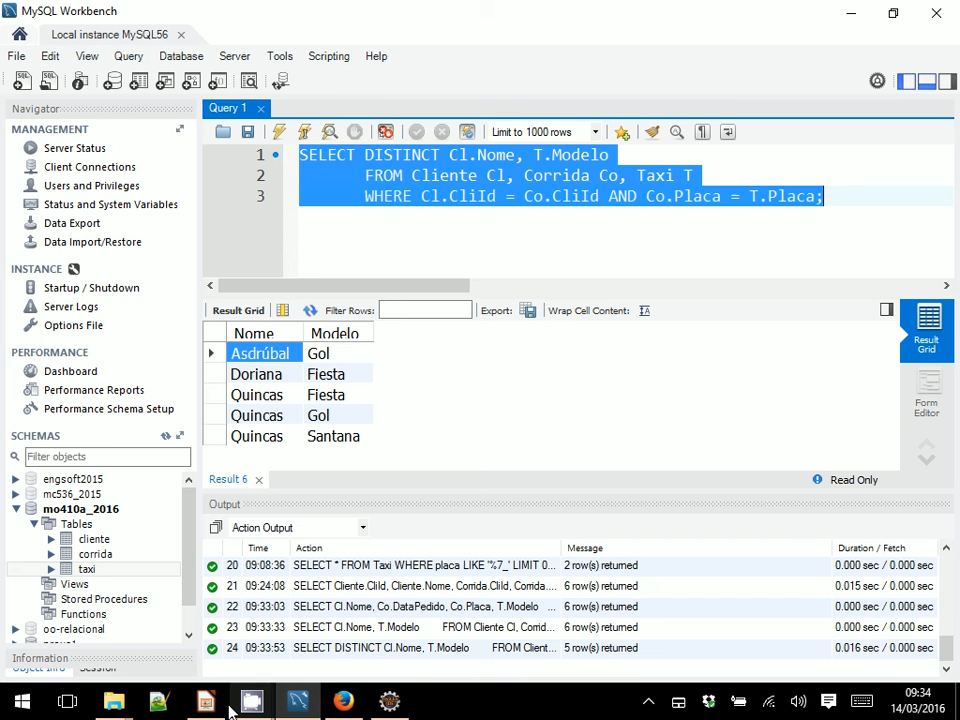 MySQL Workbench
Local instance MySQL56
File Edit View Query Database Server Tools Scripting Help
Navigator
MANAGEMENT
Server Status
Client Connections
Users and Privileges
Status and System Variables
Data Export
Data Import/Restore
INSTANCE
Startup / Shutdown
Server Logs
Options File
PERFORMANCE
Dashboard
Performance Reports
Performance Schema Setup
SCHEMAS
Filter objects
engsoft2015
mc536_2015
mo410a_2016
Tables
cliente
corrida
taxi
Views
Stored Procedures
Functions
oo-relacional
Information
Session
Query 1
Limit to 1000 rows
1 SELECT DISTINCT Cl.Nome, T.Modelo
2 FROM Cliente Cl, Corrida Co, Taxi T
3 WHERE Cl.CliId = Co.CliId AND Co.Placa = T.Placa;
Result Grid Filter Rows: Export: Wrap Cell Content:
Nome Modelo
Asdrúbal Gol
Doriana Fiesta
Quincas Fiesta
Quincas Gol
Quincas Santana
Result Grid
Form Editor
Result 6 Read Only
Output
Action Output
Time Action Message Duration / Fetch
20 09:08:36 SELECT * FROM Taxi WHERE placa LIKE '%7_' LIMIT 0... 2 row(s) returned 0.000 sec / 0.000 sec
21 09:24:08 SELECT Cliente.CliId, Cliente.Nome, Corrida.CliId, Corrida.... 6 row(s) returned 0.015 sec / 0.000 sec
22 09:33:03 SELECT Cl.Nome, Co.DataPedido, Co.Placa, T.Modelo ... 6 row(s) returned 0.000 sec / 0.000 sec
23 09:33:33 SELECT Cl.Nome, T.Modelo FROM Cliente Cl, Corrid... 6 row(s) returned 0.000 sec / 0.000 sec
24 09:33:53 SELECT DISTINCT Cl.Nome, T.Modelo FROM Client... 5 row(s) returned 0.016 sec / 0.000 sec
09:34
14/03/2016